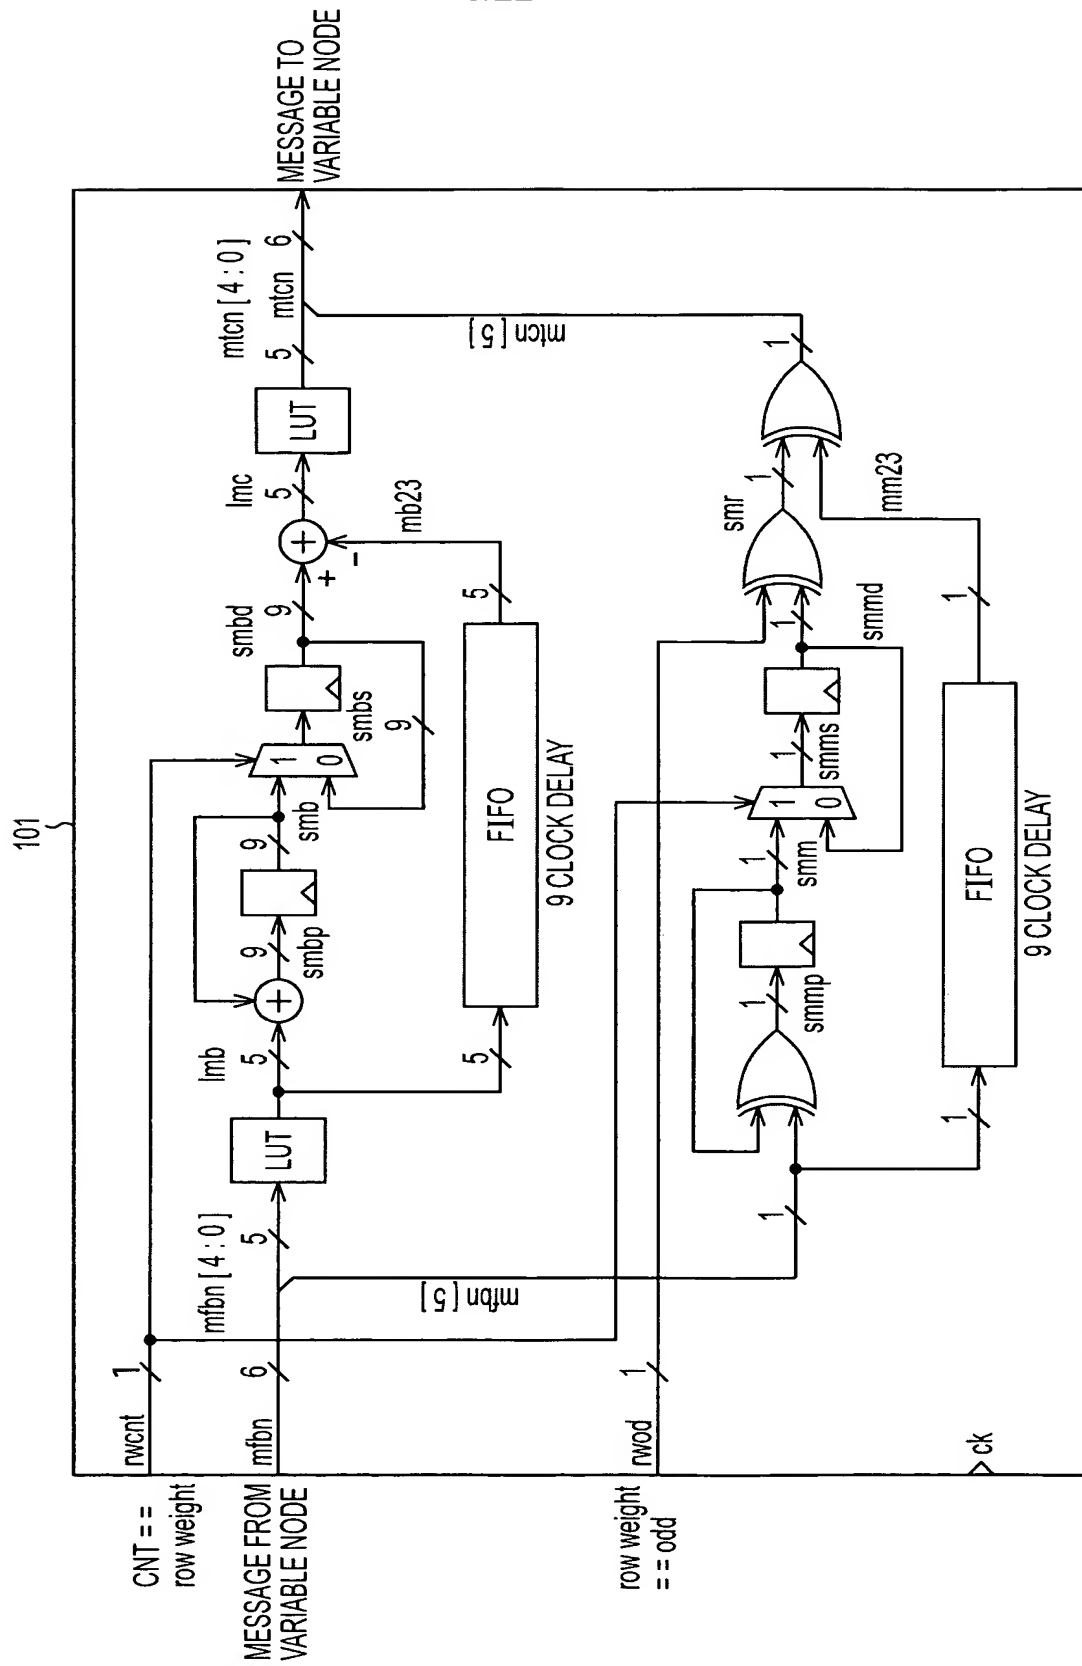 101
CNT = =
row weight
rwcnt
1
MESSAGE FROM
VARIABLE NODE
mfbn
6
mfbn [ 4 : 0 ]
5
LUT
lmb
5
smbp
9
9
smb
1
0
smbs
smbd
9
9
+
-
lmc
5
LUT
5
mtcn [ 4 : 0 ]
mtcn
6
MESSAGE TO
VARIABLE NODE
5
FIFO
9 CLOCK DELAY
5
mb23
mfbn [ 5 ]
mtcn [ 5 ]
row weight
= = odd
rwod
1
1
smmp
1
smm
1
1
0
smms
1
smmd
1
smr
1
1
1
FIFO
9 CLOCK DELAY
1
mm23
ck